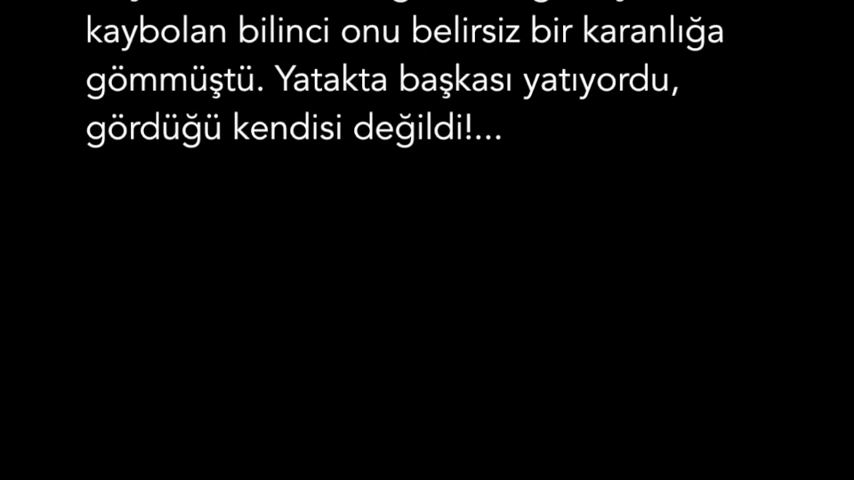 kaybolan bilinci onu belirsiz bir karanlığa
gömmüştü. Yatakta başkası yatıyordu,
gördüğü kendisi değildi!...